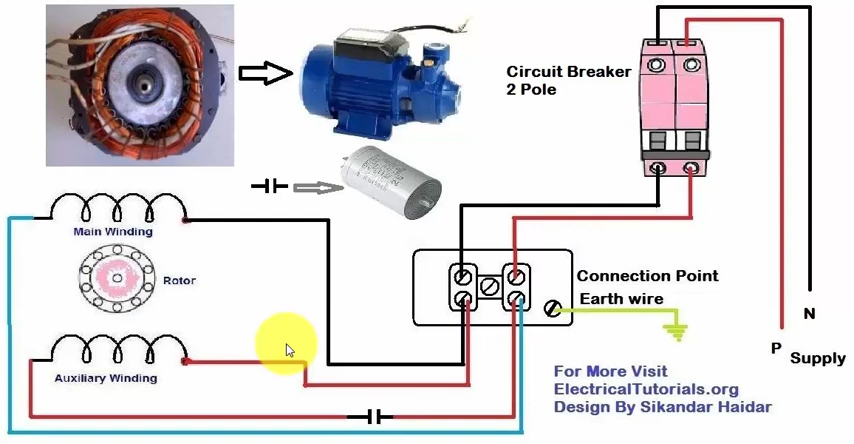 Circuit Breaker
2 Pole
Main Winding
Rotor
Auxiliary Winding
Connection Point
Earth wire
N
P
Supply
For More Visit
ElectricalTutorials.org
Design By Sikandar Haidar